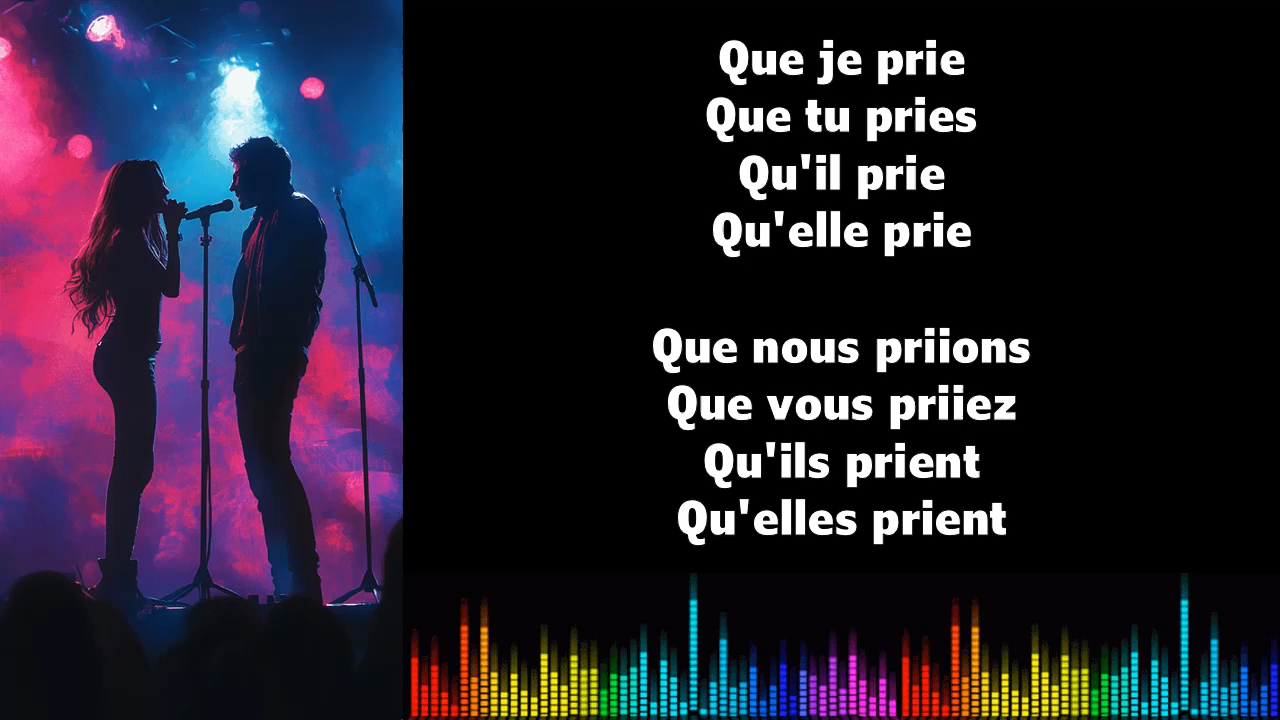 Que je prie
Que tu pries
Qu'il prie
Qu'elle prie
Que nous priions
Que vous priiez
Qu'ils prient
Qu'elles prient